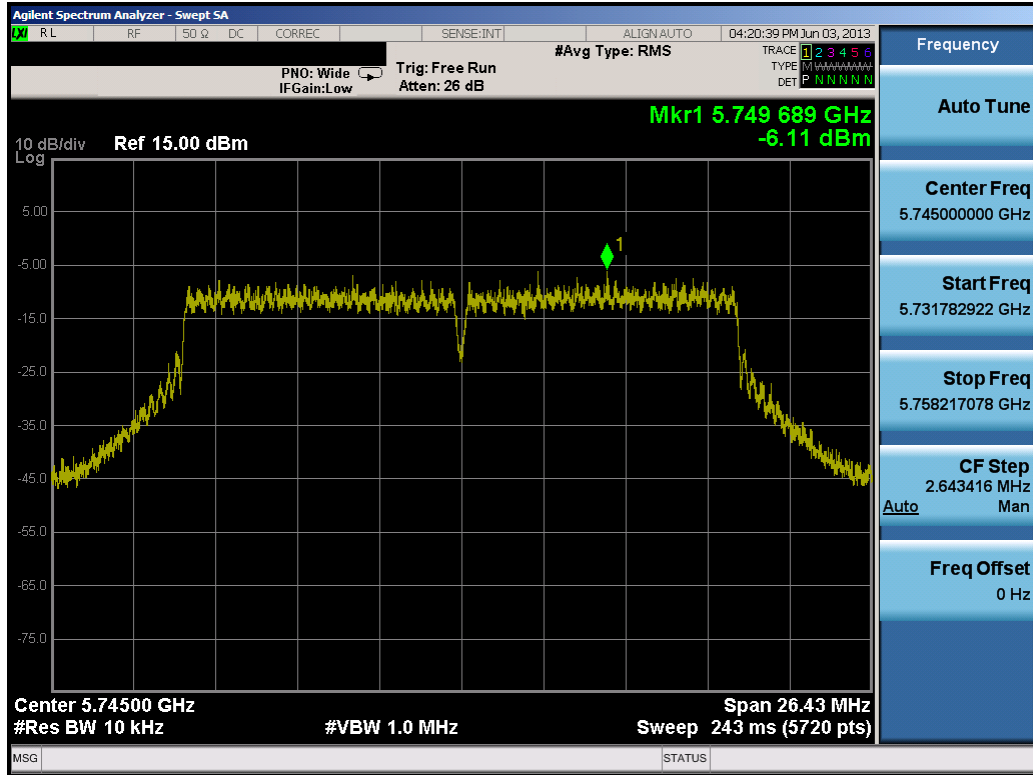 Agilent Spectrum Analyzer - Swept SA
LXI RL RF 50 Ω DC CORREC SENSE:INT ALIGN AUTO 04:20:39 PM Jun 03, 2013
PNO: Wide
IFGain:Low
Trig: Free Run
Atten: 26 dB
#Avg Type: RMS
TRACE 1 2 3 4 5 6
TYPE M WWWWW
DET P N N N N N
Mkr1 5.749 689 GHz
-6.11 dBm
10 dB/div Ref 15.00 dBm
Log
5.00
-5.00
-15.0
-25.0
-35.0
-45.0
-55.0
-65.0
-75.0
1
Center 5.74500 GHz Span 26.43 MHz
#Res BW 10 kHz #VBW 1.0 MHz Sweep 243 ms (5720 pts)
MSG STATUS
Frequency
Auto Tune
Center Freq
5.745000000 GHz
Start Freq
5.731782922 GHz
Stop Freq
5.758217078 GHz
CF Step
2.643416 MHz
Auto Man
Freq Offset
0 Hz